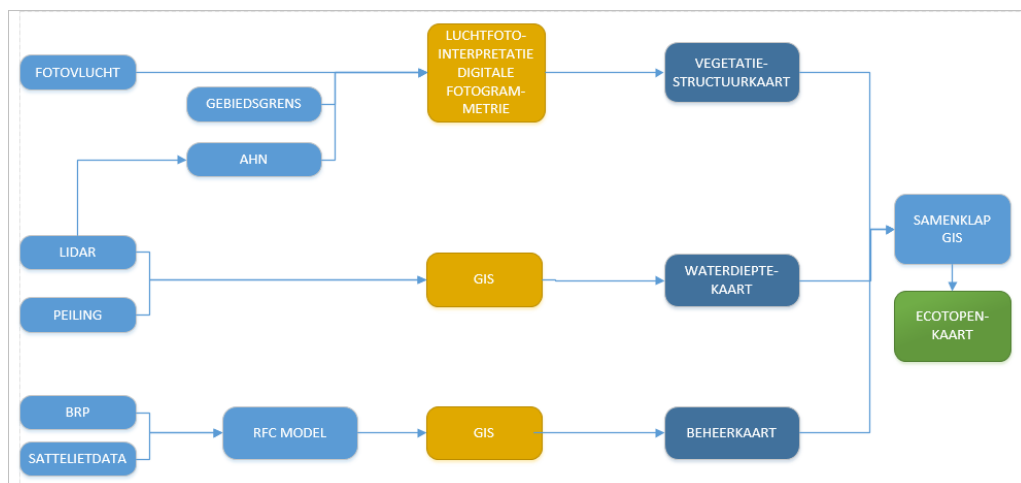 FOTOVLUCHT
GEBIEDSGRENS
AHN
LUCHTFOTO-
INTERPRETATIE
DIGITALE
FOTOGRAM-
METRIE
VEGETATIE-
STRUCTUURKAART
LIDAR
PEILING
GIS
WATERDIEPTE-
KAART
SAMENKLAP
GIS
ECOTOPEN-
KAART
BRP
SATTELIETDATA
RFC MODEL
GIS
BEHEERKAART